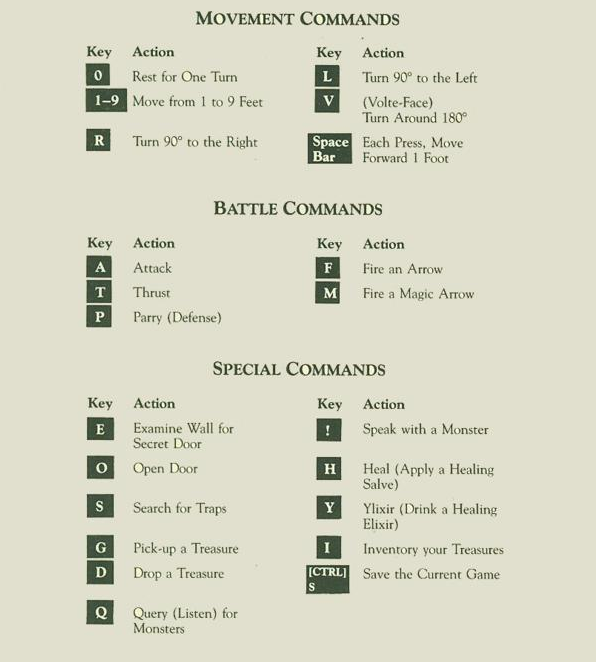 MOVEMENT COMMANDS
Key Action
0 Rest for One Turn
1–9 Move from 1 to 9 Feet
R Turn 90° to the Right
Key Action
L Turn 90° to the Left
V (Volte-Face)
Turn Around 180°
Space Each Press, Move
Bar Forward 1 Foot
BATTLE COMMANDS
Key Action
A Attack
T Thrust
P Parry (Defense)
Key Action
F Fire an Arrow
M Fire a Magic Arrow
SPECIAL COMMANDS
Key Action
E Examine Wall for
Secret Door
O Open Door
S Search for Traps
G Pick-up a Treasure
D Drop a Treasure
Q Query (Listen) for
Monsters
Key Action
! Speak with a Monster
H Heal (Apply a Healing
Salve)
Y Ylixir (Drink a Healing
Elixir)
I Inventory your Treasures
[CTRL] Save the Current Game
S